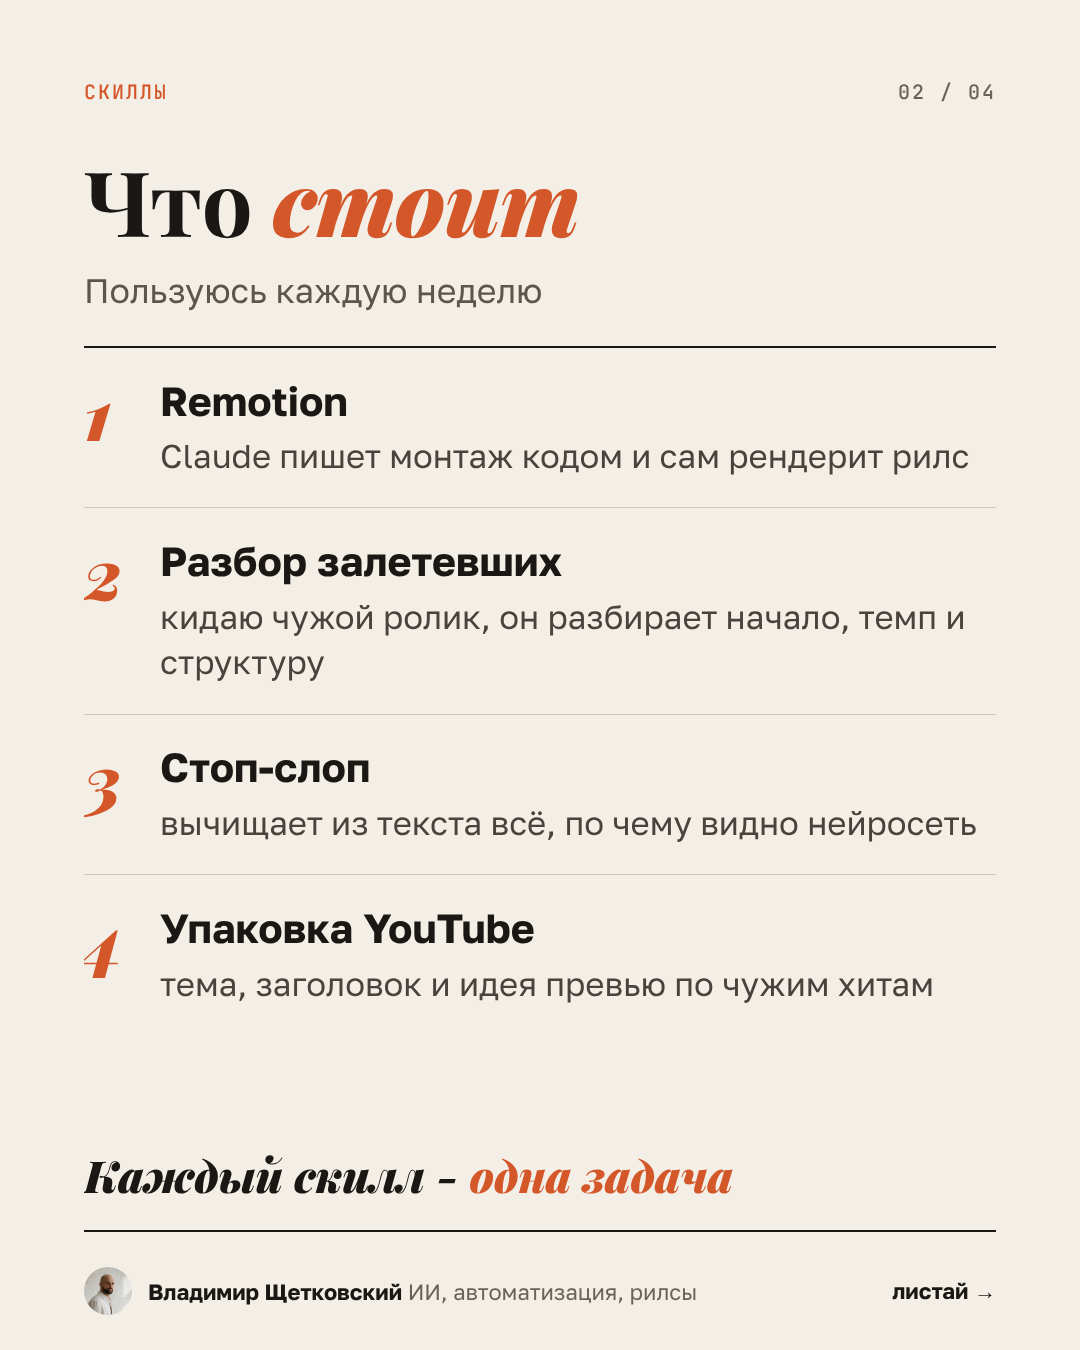 СКИЛЛЫ
02 / 04
Что стоит
Пользуюсь каждую неделю
1
Remotion
Claude пишет монтаж кодом и сам рендерит рилс
2
Разбор залетевших
кидаю чужой ролик, он разбирает начало, темп и
структуру
3
Стоп-слоп
вычищает из текста всё, по чему видно нейросеть
4
Упаковка YouTube
тема, заголовок и идея превью по чужим хитам
Каждый скилл - одна задача
Владимир Щетковский ИИ, автоматизация, рилсы
листай →